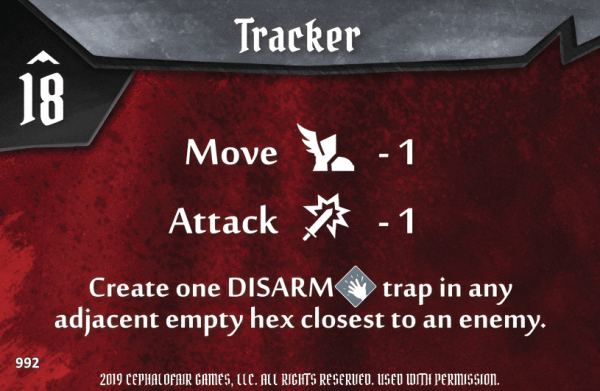 Tracker
18
Move - 1
Attack - 1
Create one DISARM trap in any
adjacent empty hex closest to an enemy.
992
2019 CEPHALOFAIR GAMES, LLC. ALL RIGHTS RESERVED. USED WITH PERMISSION.